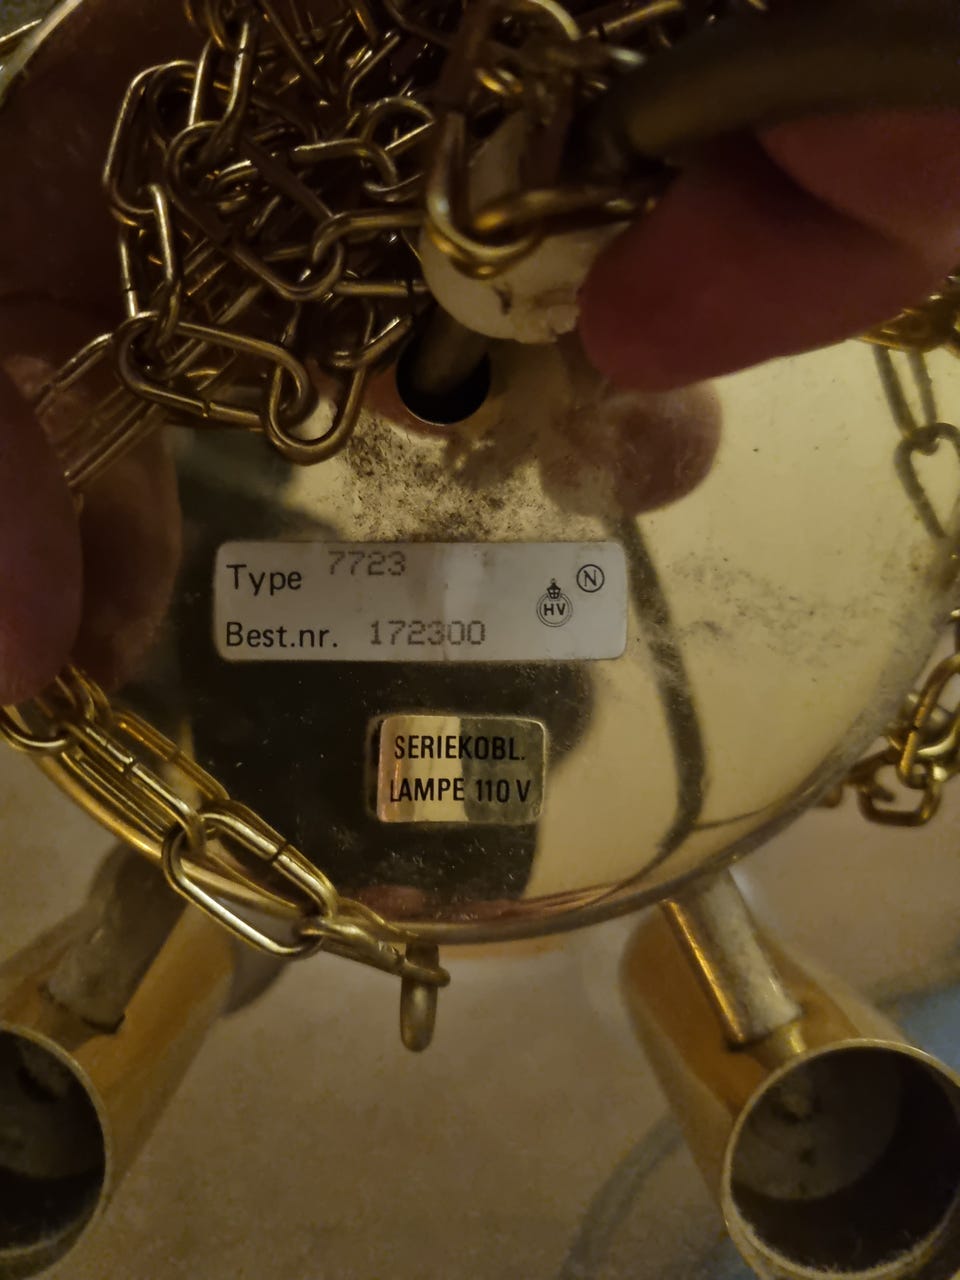 Type 7723
N
HV
Best.nr. 172300
SERIEKOBL.
LAMPE 110 V